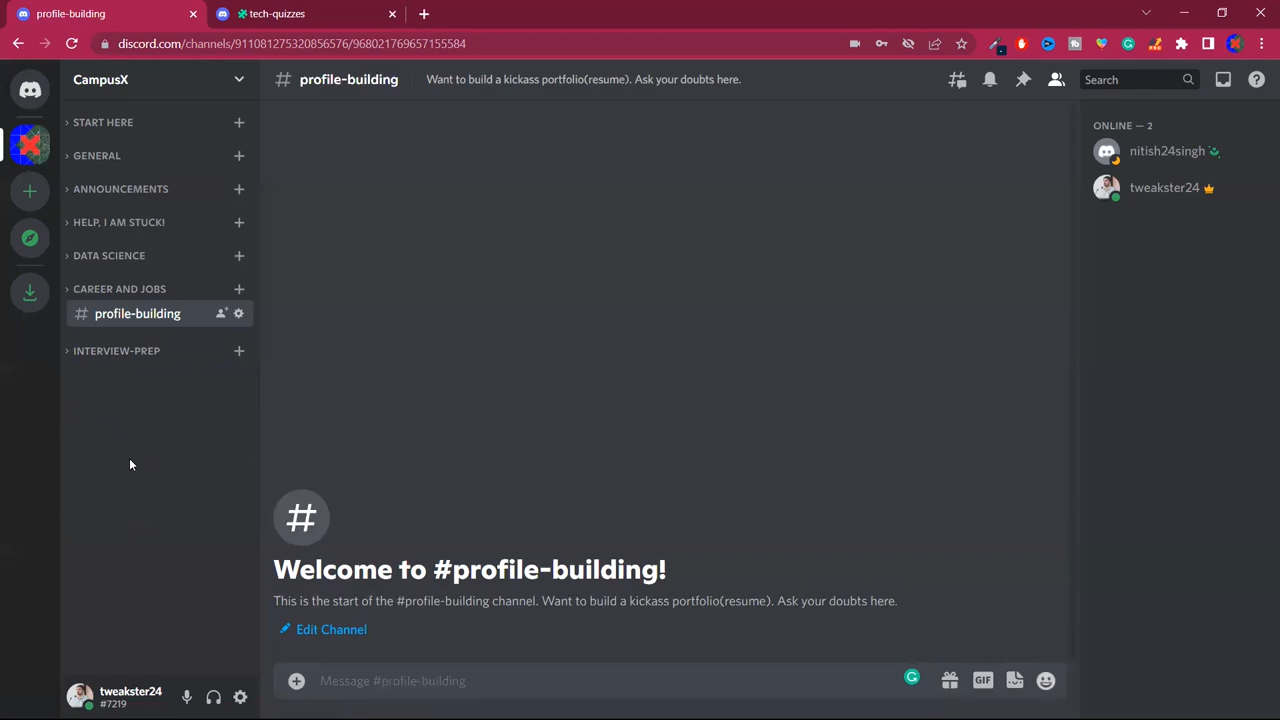 profile-building
tech-quizzes
discord.com/channels/911081275320856576/968021769657155584
CampusX
profile-building
Want to build a kickass portfolio(resume). Ask your doubts here.
Search
START HERE
GENERAL
ANNOUNCEMENTS
HELP, I AM STUCK!
DATA SCIENCE
CAREER AND JOBS
profile-building
INTERVIEW-PREP
ONLINE — 2
nitish24singh
tweakster24
Welcome to #profile-building!
This is the start of the #profile-building channel. Want to build a kickass portfolio(resume). Ask your doubts here.
Edit Channel
Message #profile-building
GIF
tweakster24
#7219